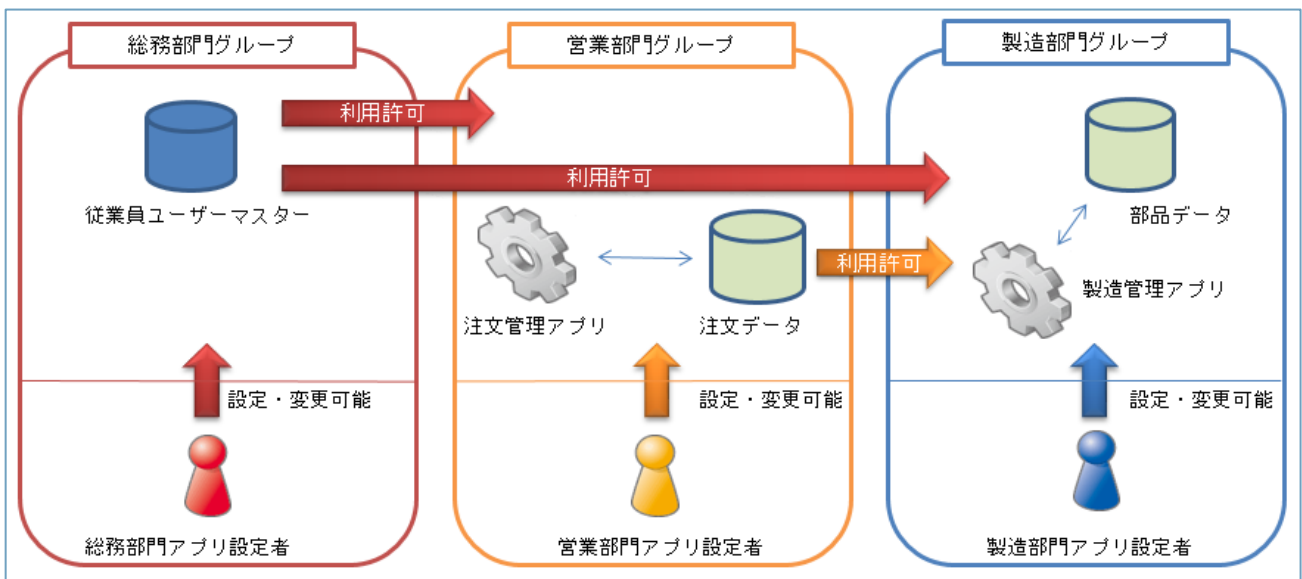 総務部門グループ
営業部門グループ
製造部門グループ
利用許可
利用許可
従業員ユーザーマスター
部品データ
利用許可
製造管理アプリ
注文管理アプリ
注文データ
設定・変更可能
設定・変更可能
設定・変更可能
総務部門アプリ設定者
営業部門アプリ設定者
製造部門アプリ設定者